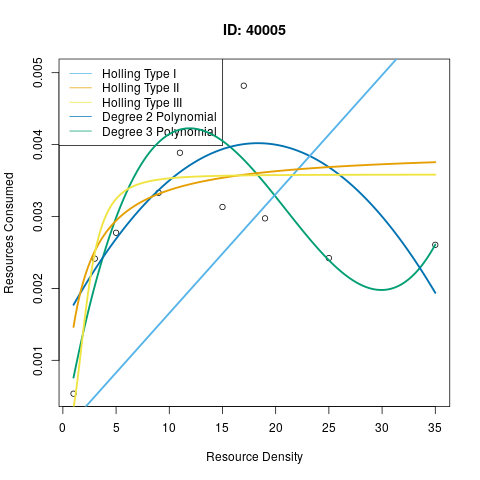 ID: 40005
Holling Type I
Holling Type II
Holling Type III
Degree 2 Polynomial
Degree 3 Polynomial
Resources Consumed
0.005
0.004
0.003
0.002
0.001
0 5 10 15 20 25 30 35
Resource Density